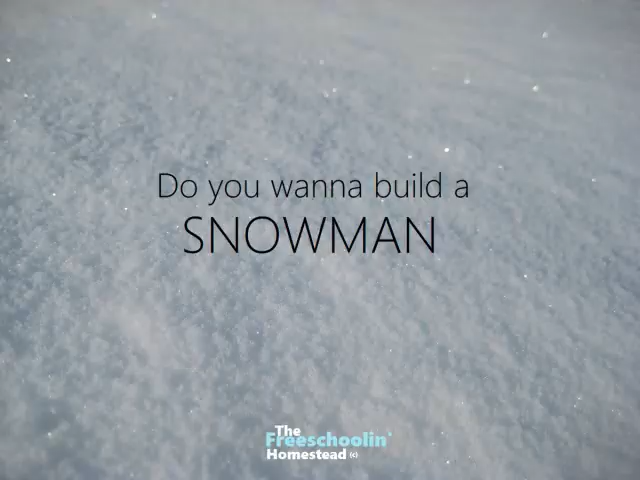 Do you wanna build a
SNOWMAN
The
Freeschoolin'
Homestead (c)